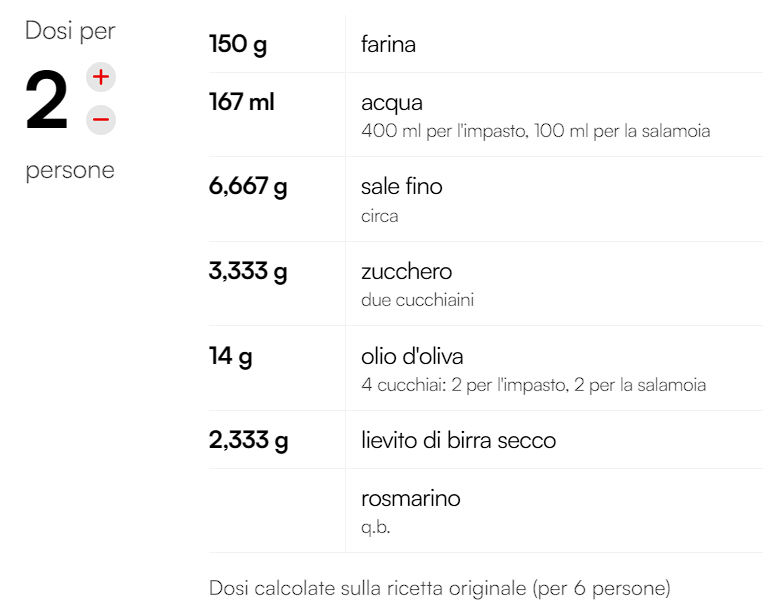 Dosi per
2
persone
150 g
farina
167 ml
acqua
400 ml per l'impasto, 100 ml per la salamoia
6,667 g
sale fino
circa
3,333 g
zucchero
due cucchiaini
14 g
olio d'oliva
4 cucchiai: 2 per l'impasto, 2 per la salamoia
2,333 g
lievito di birra secco
rosmarino
q.b.
Dosi calcolate sulla ricetta originale (per 6 persone)